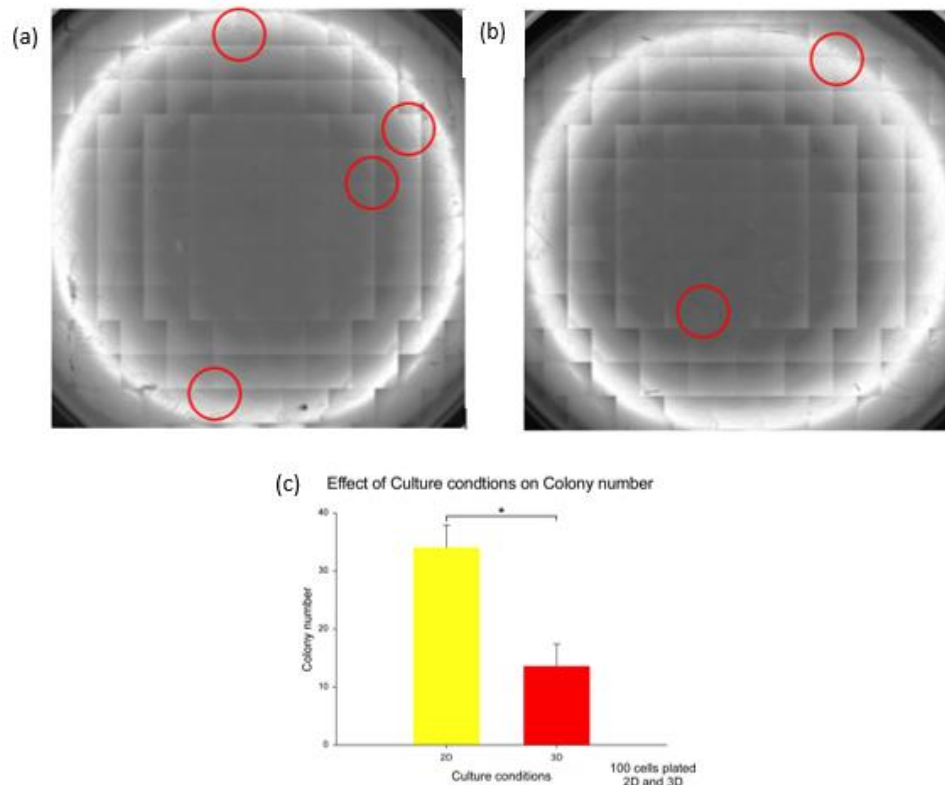 (a)
(b)
(c) Effect of Culture condtions on Colony number
40
*
30
Colony number
20
10
0
2D 3D
Culture conditions
100 cells plated
2D and 3D